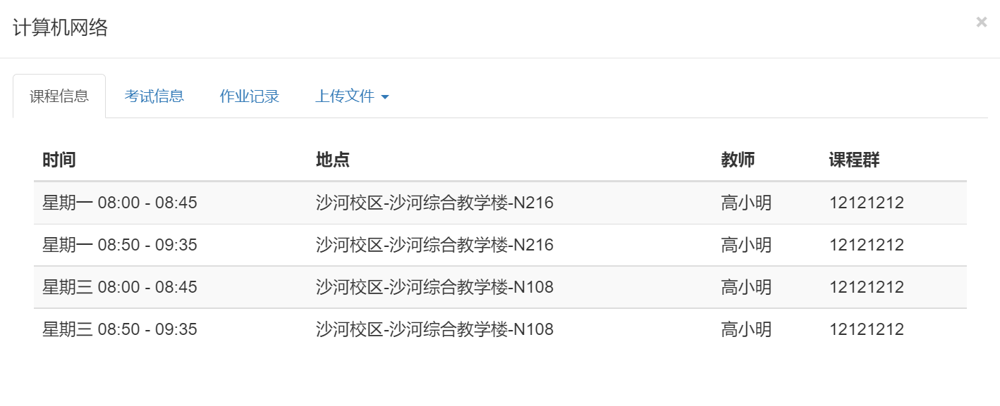 计算机网络 ×
课程信息 考试信息 作业记录 上传文件
时间 地点 教师 课程群
星期一 08:00 - 08:45 沙河校区-沙河综合教学楼-N216 高小明 12121212
星期一 08:50 - 09:35 沙河校区-沙河综合教学楼-N216 高小明 12121212
星期三 08:00 - 08:45 沙河校区-沙河综合教学楼-N108 高小明 12121212
星期三 08:50 - 09:35 沙河校区-沙河综合教学楼-N108 高小明 12121212